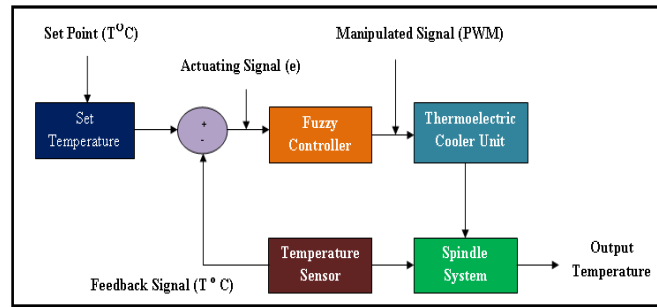 Set Point (T⁰C)
Manipulated Signal (PWM)
Actuating Signal (e)
Set
Temperature
+
-
Fuzzy
Controller
Thermoelectric
Cooler Unit
Temperature
Sensor
Spindle
System
Output
Temperature
Feedback Signal (T ° C)